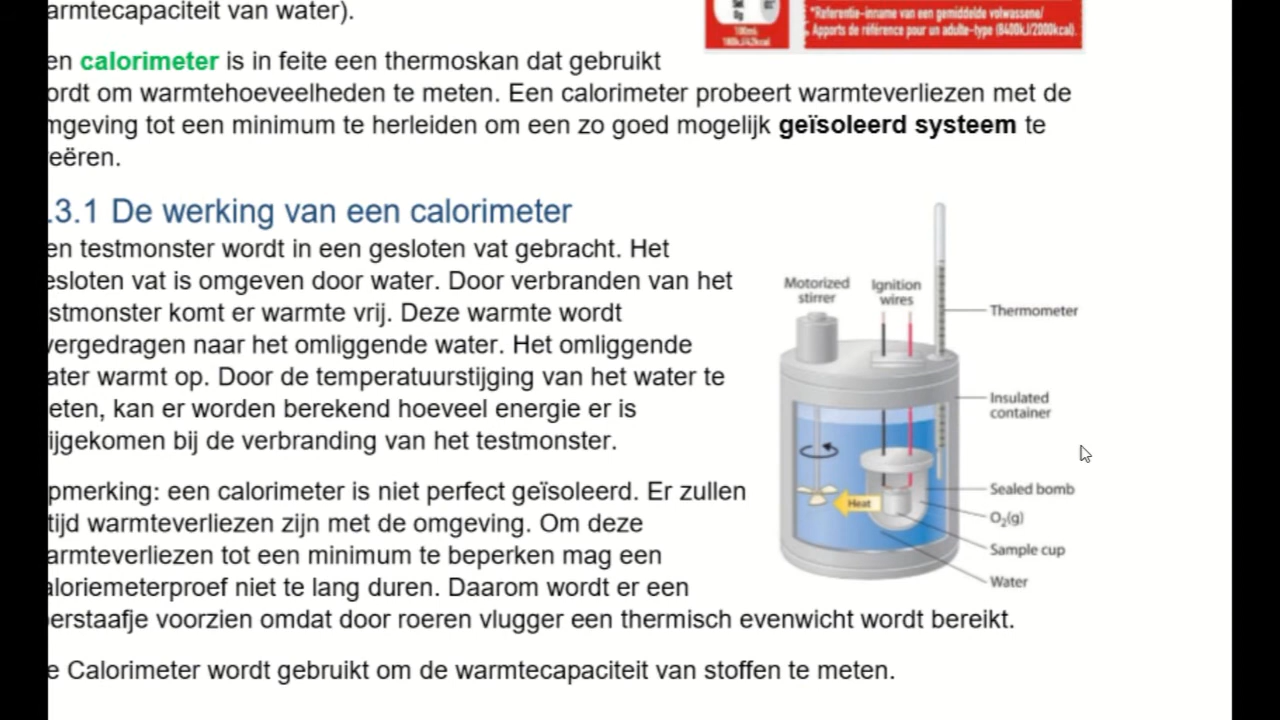 armtecapaciteit van water).
*Referentie-inname van een gemiddelde volwassene/
Apports de référence pour un adulte-type (8400kJ/2000kcal).
en calorimeter is in feite een thermoskan dat gebruikt
ordt om warmtehoeveelheden te meten. Een calorimeter probeert warmteverliezen met de
mgeving tot een minimum te herleiden om een zo goed mogelijk geïsoleerd systeem te
eëren.
.3.1 De werking van een calorimeter
en testmonster wordt in een gesloten vat gebracht. Het
esloten vat is omgeven door water. Door verbranden van het
stmonster komt er warmte vrij. Deze warmte wordt
vergedragen naar het omliggende water. Het omliggende
ater warmt op. Door de temperatuurstijging van het water te
eten, kan er worden berekend hoeveel energie er is
ijgekomen bij de verbranding van het testmonster.
Motorized
stirrer
Ignition
wires
Thermometer
Insulated
container
Heat
Sealed bomb
O₂(g)
Sample cup
Water
pmerking: een calorimeter is niet perfect geïsoleerd. Er zullen
tijd warmteverliezen zijn met de omgeving. Om deze
armteverliezen tot een minimum te beperken mag een
aloriemeterproef niet te lang duren. Daarom wordt er een
erstaafje voorzien omdat door roeren vlugger een thermisch evenwicht wordt bereikt.
e Calorimeter wordt gebruikt om de warmtecapaciteit van stoffen te meten.